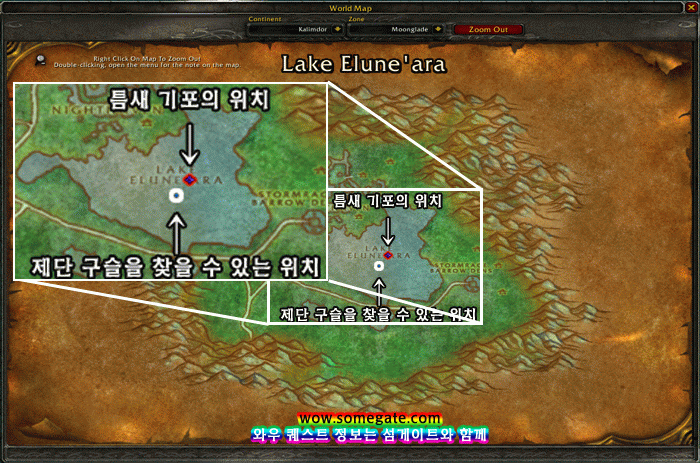 World Map
Continent
Zone
Kalimdor
Moonglade
Zoom Out
Right Click On Map To Zoom Out
Double-clicking, open the menu for the note on the map.
Lake Elune'ara
틈새 기포의 위치
LAKE
ELUNE'ARA
STORMRAGE
BARROW DENS
제단 구슬을 찾을 수 있는 위치
틈새 기포의 위치
LAKE
ELUNE'ARA
BARROW DENS
제단 구슬을 찾을 수 있는 위치
wow.somegate.com
와우 퀘스트 정보는 섬게이트와 함께